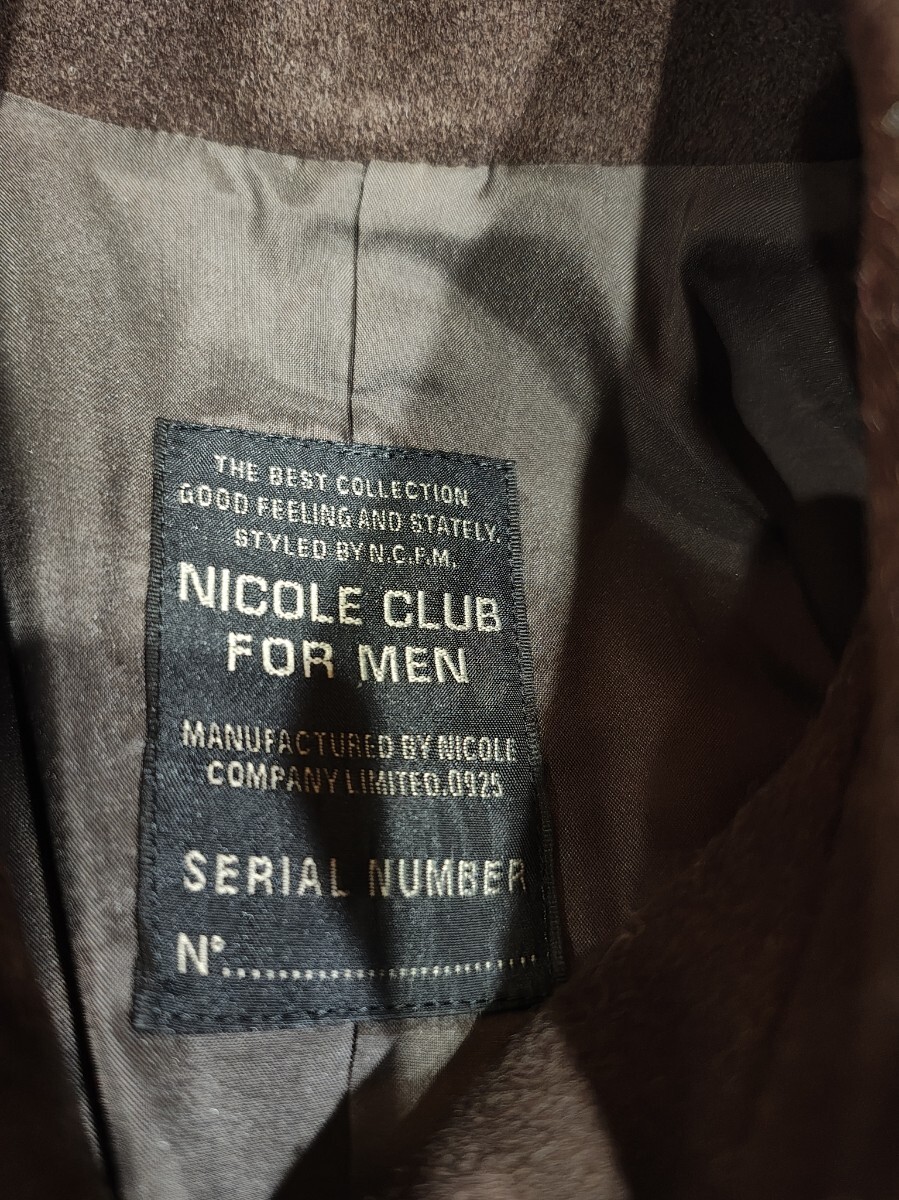 THE BEST COLLECTION
GOOD FEELING AND STATELY.
STYLED BY N.C.F.M.
NICOLE CLUB
FOR MEN
MANUFACTURED BY NICOLE
COMPANY LIMITED.0925
SERIAL NUMBER
N°..............................